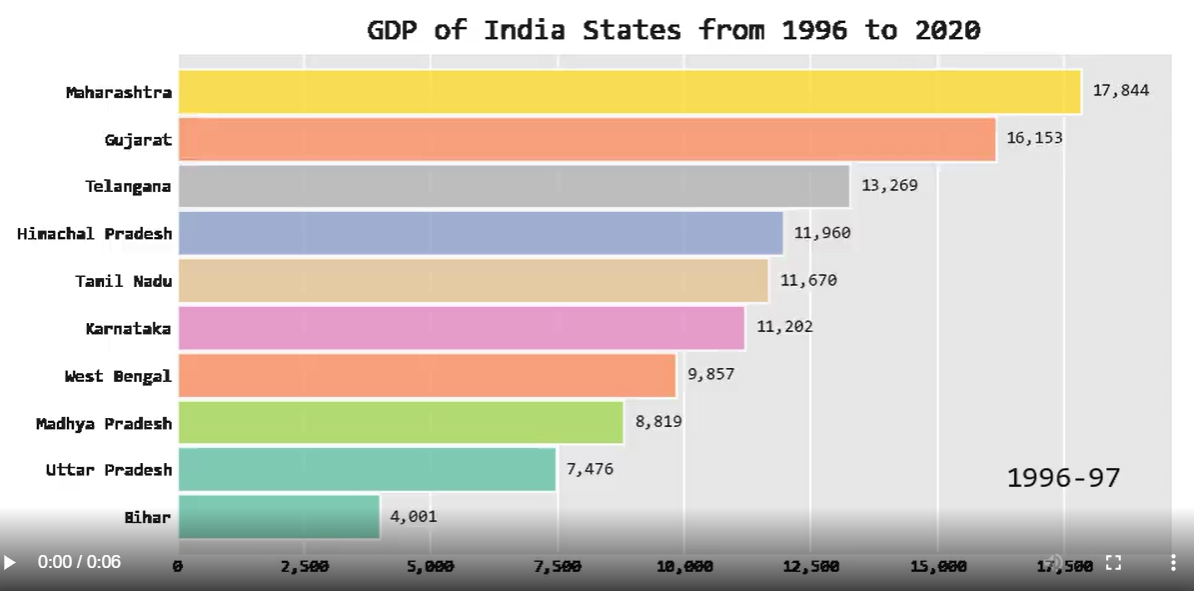 GDP of India States from 1996 to 2020
Maharashtra 17,844
Gujarat 16,153
Telangana 13,269
Himachal Pradesh 11,960
Tamil Nadu 11,670
Karnataka 11,202
West Bengal 9,857
Madhya Pradesh 8,819
Uttar Pradesh 7,476
1996-97
Bihar 4,001
0:00 / 0:06
0 2,500 5,000 7,500 10,000 12,500 15,000 17,500